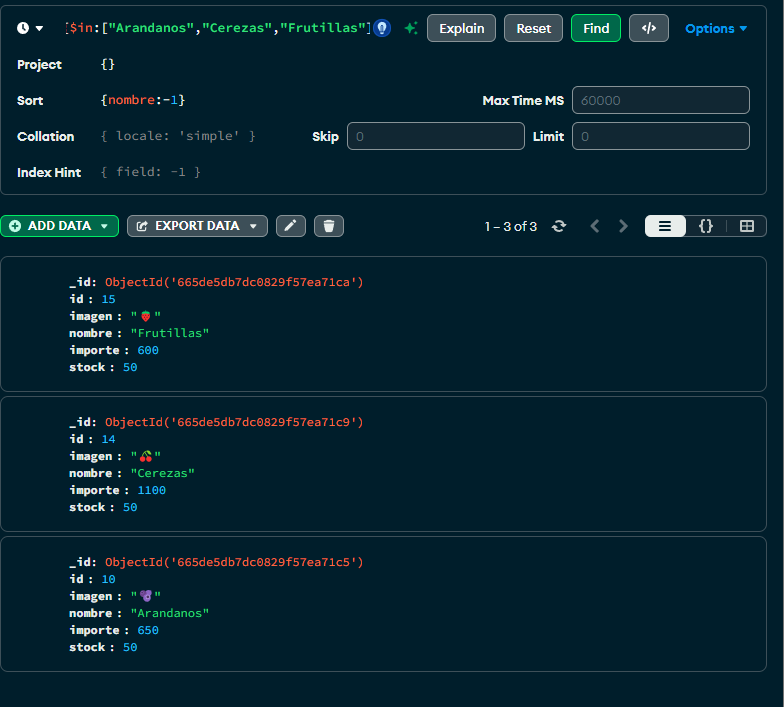 [$in:["Arandanos","Cerezas","Frutillas"] Explain Reset Find </> Options
Project {}
Sort {nombre:-1} Max Time MS 60000
Collation { locale: 'simple' } Skip 0 Limit 0
Index Hint { field: -1 }
ADD DATA EXPORT DATA 1 – 3 of 3 {}
_id: ObjectId('665de5db7dc0829f57ea71ca')
id : 15
imagen : "🍓"
nombre : "Frutillas"
importe : 600
stock : 50
_id: ObjectId('665de5db7dc0829f57ea71c9')
id : 14
imagen : "🍒"
nombre : "Cerezas"
importe : 1100
stock : 50
_id: ObjectId('665de5db7dc0829f57ea71c5')
id : 10
imagen : "🍇"
nombre : "Arandanos"
importe : 650
stock : 50